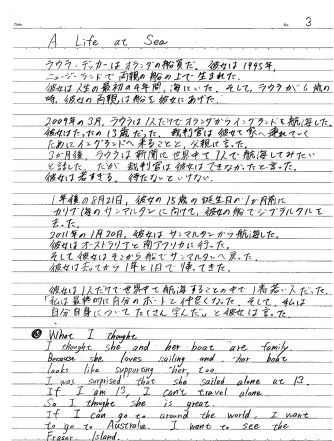 Date
No. 3
A Life at Sea
ラウラ・デッカーはオランダの船員だ。彼女は1995年、
ニュージーランドで両親の船の上で生まれた。
彼女は人生の最初の4年間、海にいた。そして、ラウラが6歳の
時、彼女の両親は船を彼女にあげた。
2009年の3月、ラウラは1人だけでオランダからイングランドへ航海した。
彼女はたったの13歳だった。裁判官は彼女を家へ連れていく
ためにイングランドへ来ることと、父親に言った。
3か月後、ラウラは新聞に世界中で1人で航海してみたい
と話した。だが裁判官は彼女はできなかったと言った。
彼女は若すぎる。待たないといけない。
1年後の8月21日、彼女の15歳の誕生日の1か月前に
カリブ海のサンマルタンに向けて、彼女の船でジブラルタルを
去った。
2011年の1月20日、彼女はサンマルタンから航海した。
彼女はオーストラリアと南アフリカに行った。
そして彼女はそこから船でサンマルタンへ戻った。
彼女は去ってから1年と1日で帰ってきた。
彼女は1人だけで世界中で航海することの中で1番若い人だった。
「私は最終的に自分のボートと仲良くなった。そして、私は
自分自身についてたくさん学んだ。」と彼女は言った。
What I thought
I thought she and her boat are family.
Because she loves sailing and her boat
looks like supporting her, too.
I was surprised that she sailed alone at 13.
If I am 13, I can't travel alone.
So I thought she is great.
If I can go to around the world, I want
to go to Australia. I want to see the
Fraser Island.